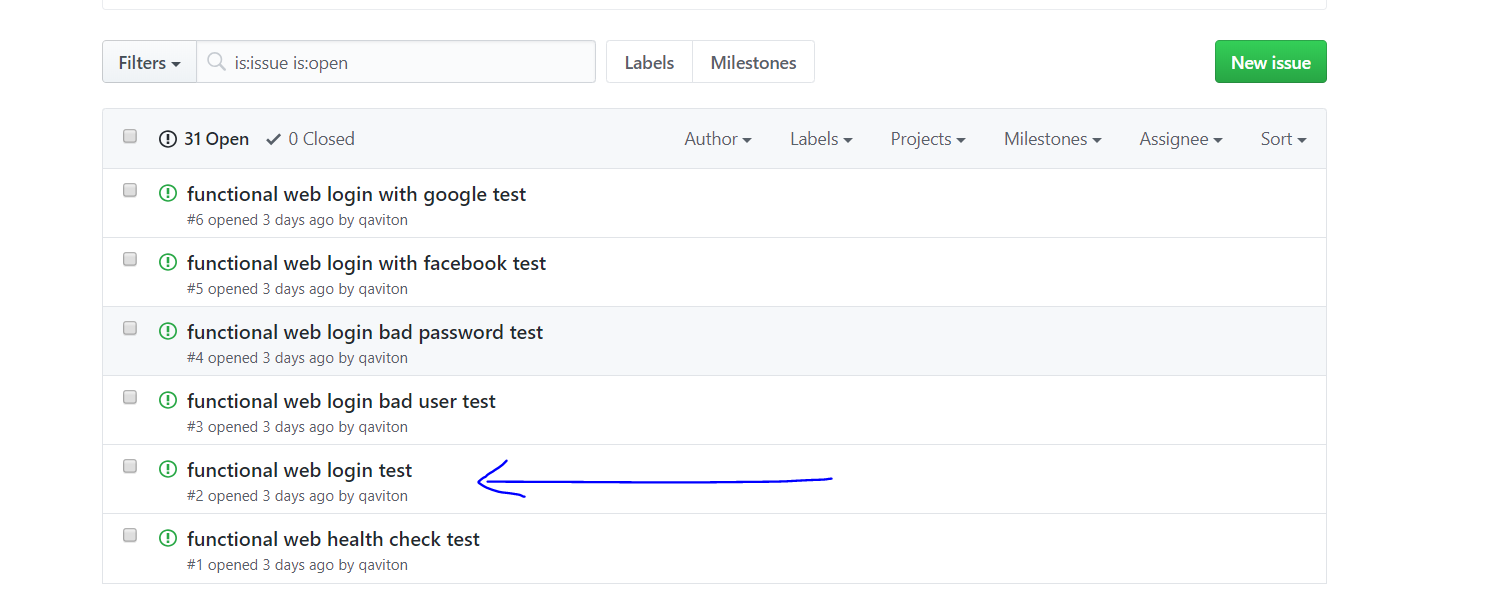 Filters is:issue is:open Labels Milestones New issue
31 Open 0 Closed Author Labels Projects Milestones Assignee Sort
functional web login with google test
#6 opened 3 days ago by qaviton
functional web login with facebook test
#5 opened 3 days ago by qaviton
functional web login bad password test
#4 opened 3 days ago by qaviton
functional web login bad user test
#3 opened 3 days ago by qaviton
functional web login test
#2 opened 3 days ago by qaviton
functional web health check test
#1 opened 3 days ago by qaviton